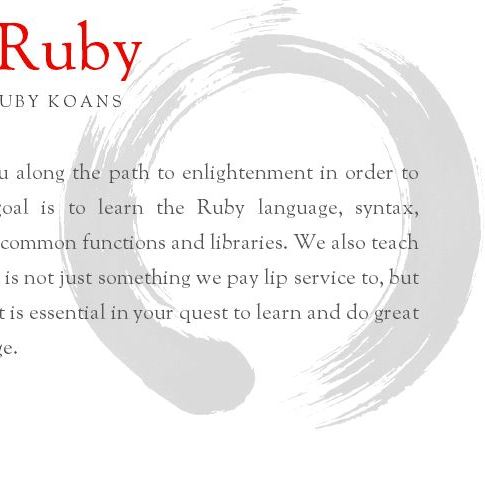 Ruby
UBY KOANS
u along the path to enlightenment in order to
goal is to learn the Ruby language, syntax,
common functions and libraries. We also teach
is not just something we pay lip service to, but
t is essential in your quest to learn and do great
ge.